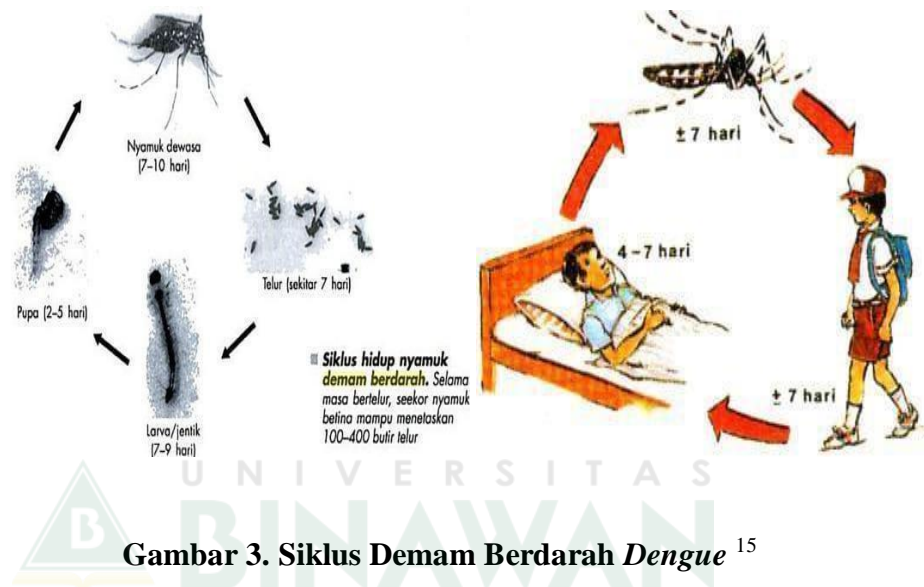 Nyamuk dewasa
(7–10 hari)
Telur (sekitar 7 hari)
Larva/jentik
(7–9 hari)
Pupa (2–5 hari)
Siklus hidup nyamuk
demam berdarah. Selama
masa bertelur, seekor nyamuk
betina mampu menetaskan
100–400 butir telur
± 7 hari
4–7 hari
± 7 hari
UNIVERSITAS
BINAWAN
B
Gambar 3. Siklus Demam Berdarah Dengue 15